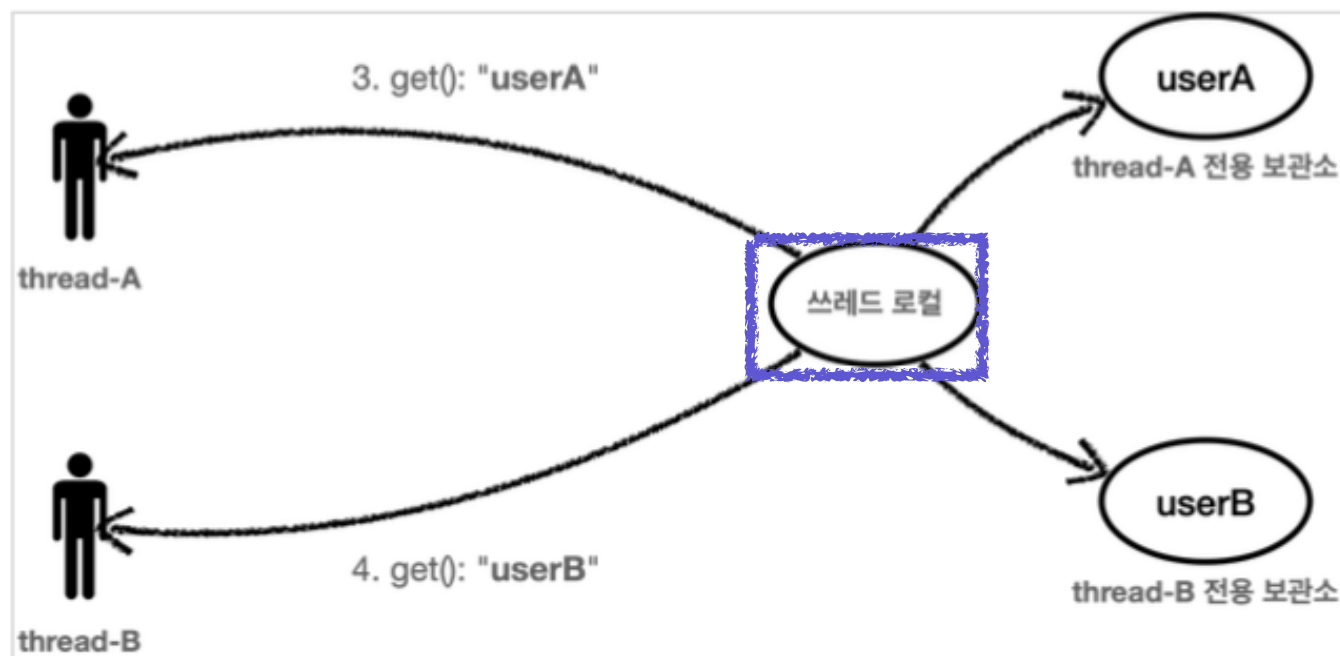 3. get(): "userA"
userA
thread-A 전용 보관소
thread-A
쓰레드 로컬
userB
4. get(): "userB"
thread-B 전용 보관소
thread-B